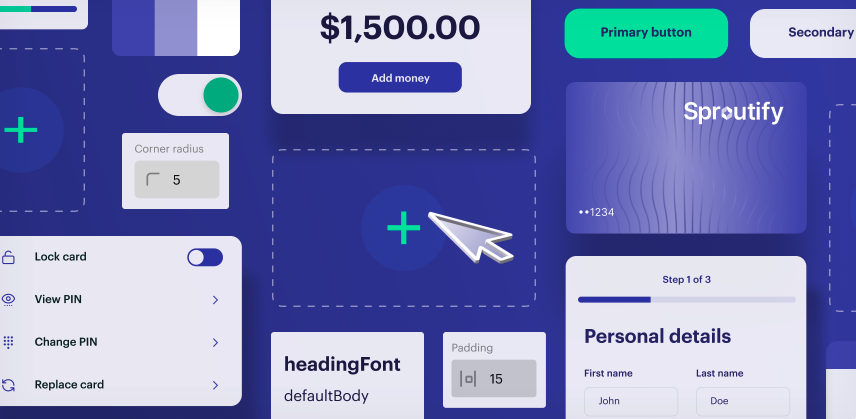 $1,500.00
Add money
Primary button
Secondary
Corner radius
5
Sproutify
••1234
Lock card
View PIN
Change PIN
Replace card
Step 1 of 3
Personal details
First name
Last name
John
Doe
headingFont
defaultBody
Padding
15